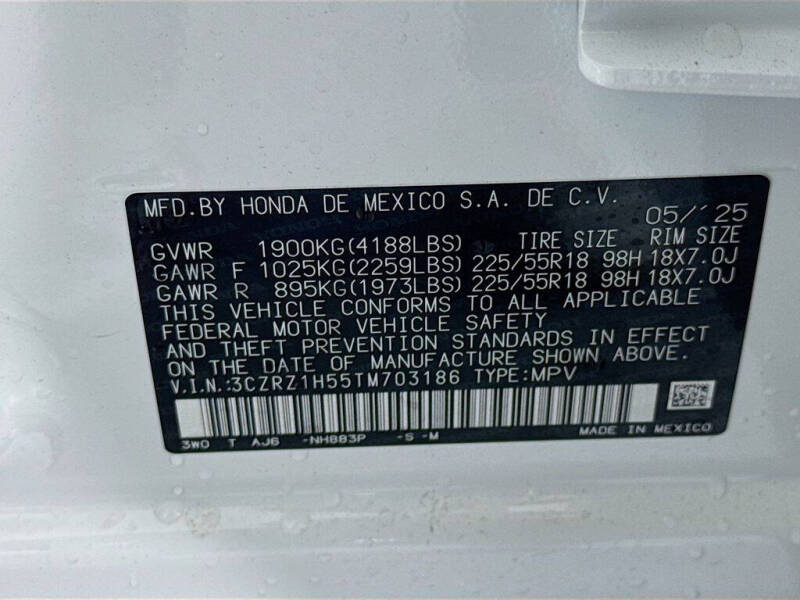 MFD.BY HONDA DE MEXICO S.A. DE C.V. 05/'25
GVWR 1900KG(4188LBS) TIRE SIZE RIM SIZE
GAWR F 1025KG(2259LBS) 225/55R18 98H 18X7.0J
GAWR R 895KG(1973LBS) 225/55R18 98H 18X7.0J
THIS VEHICLE CONFORMS TO ALL APPLICABLE
FEDERAL MOTOR VEHICLE SAFETY
AND THEFT PREVENTION STANDARDS IN EFFECT
ON THE DATE OF MANUFACTURE SHOWN ABOVE.
V.I.N.:3CZRZ1H55TM703186 TYPE:MPV
3W0 T AJ6 -NH883P -S -M MADE IN MEXICO